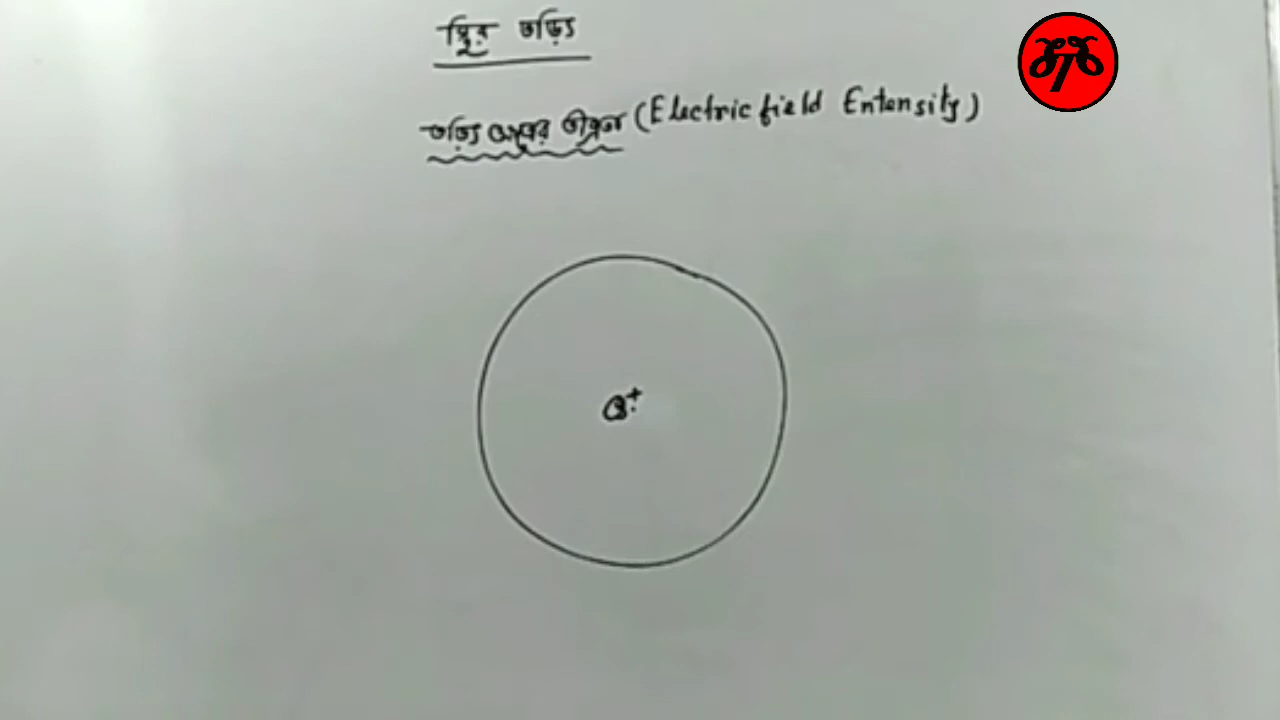 স্থির তড়িৎ
তড়িৎ ক্ষেত্রের তীব্রতা (Electric field Entensity)
Q+